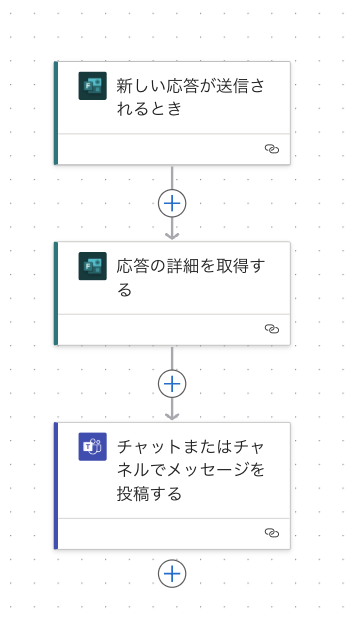 新しい応答が送信さ
れるとき
応答の詳細を取得す
る
チャットまたはチャ
ネルでメッセージを
投稿する